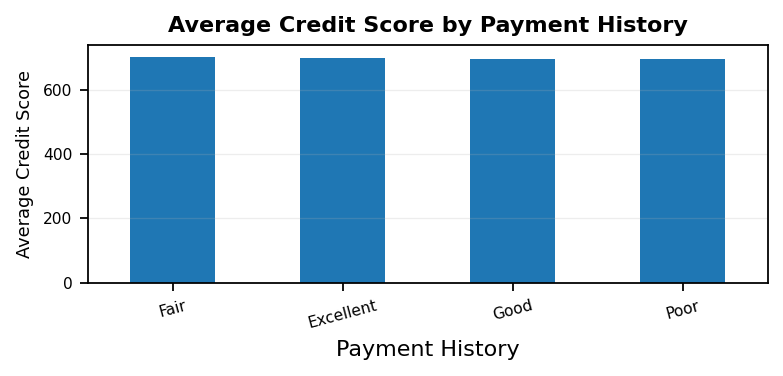 Average Credit Score by Payment History
Average Credit Score
600
400
200
0
Fair
Excellent
Good
Poor
Payment History